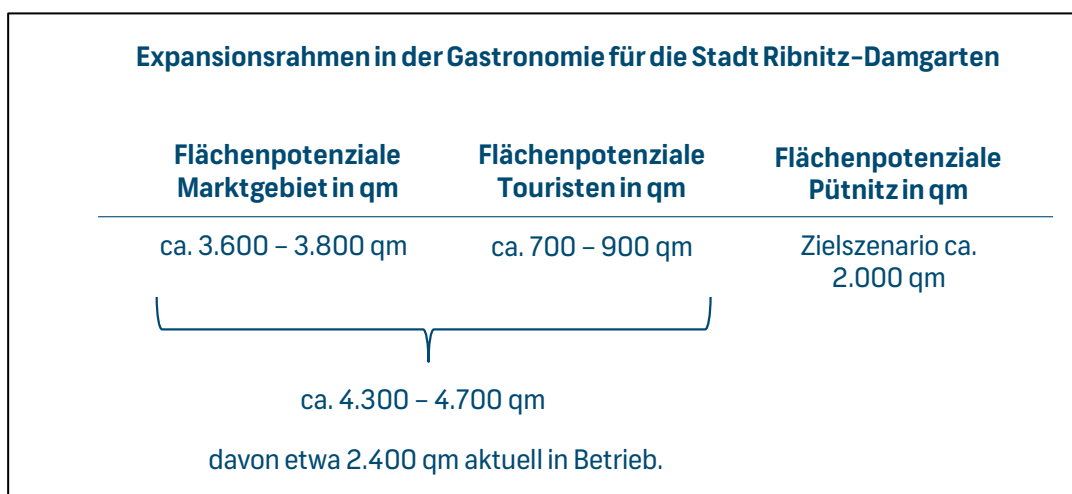 Expansionsrahmen in der Gastronomie für die Stadt Ribnitz-Damgarten
Flächenpotenziale
Marktgebiet in qm
Flächenpotenziale
Touristen in qm
Flächenpotenziale
Pütnitz in qm
ca. 3.600 – 3.800 qm
ca. 700 – 900 qm
Zielszenario ca.
2.000 qm
ca. 4.300 – 4.700 qm
davon etwa 2.400 qm aktuell in Betrieb.